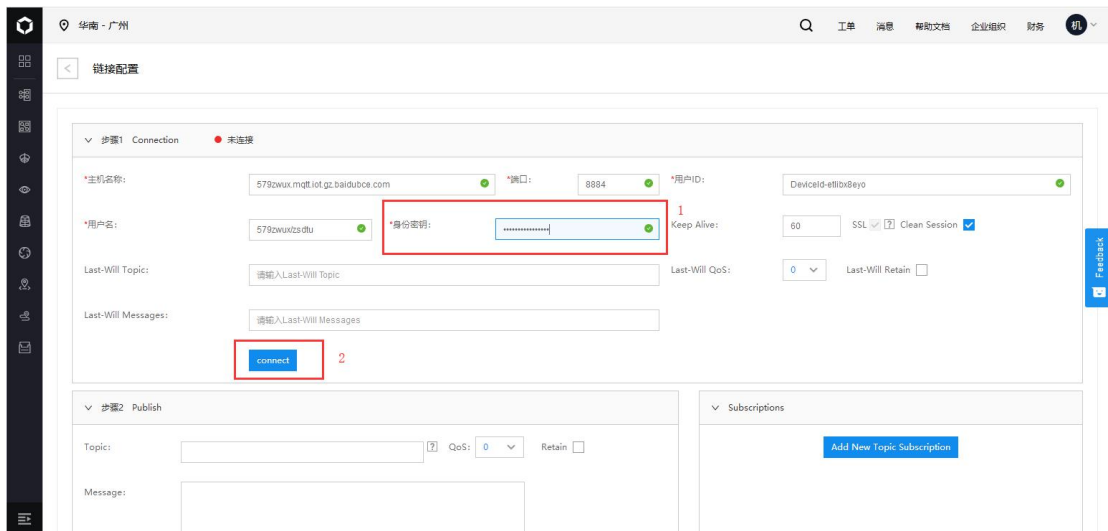 华南 - 广州 工单 消息 帮助文档 企业组织 财务 机
链接配置
步骤1 Connection 未连接
*主机名称: 579zwux.mqtt.iot.gz.baidubce.com *端口: 8884 *用户ID: DeviceId-etlibx8eyo
*用户名: 579zwux/zsdtu *身份密钥: •••••••••••••••• 1 Keep Alive: 60 SSL ? Clean Session
Last-Will Topic: 请输入Last-Will Topic Last-Will QoS: 0 Last-Will Retain
Last-Will Messages: 请输入Last-Will Messages
connect 2
步骤2 Publish Subscriptions
Topic: ? QoS: 0 Retain Add New Topic Subscription
Message:
Feedback